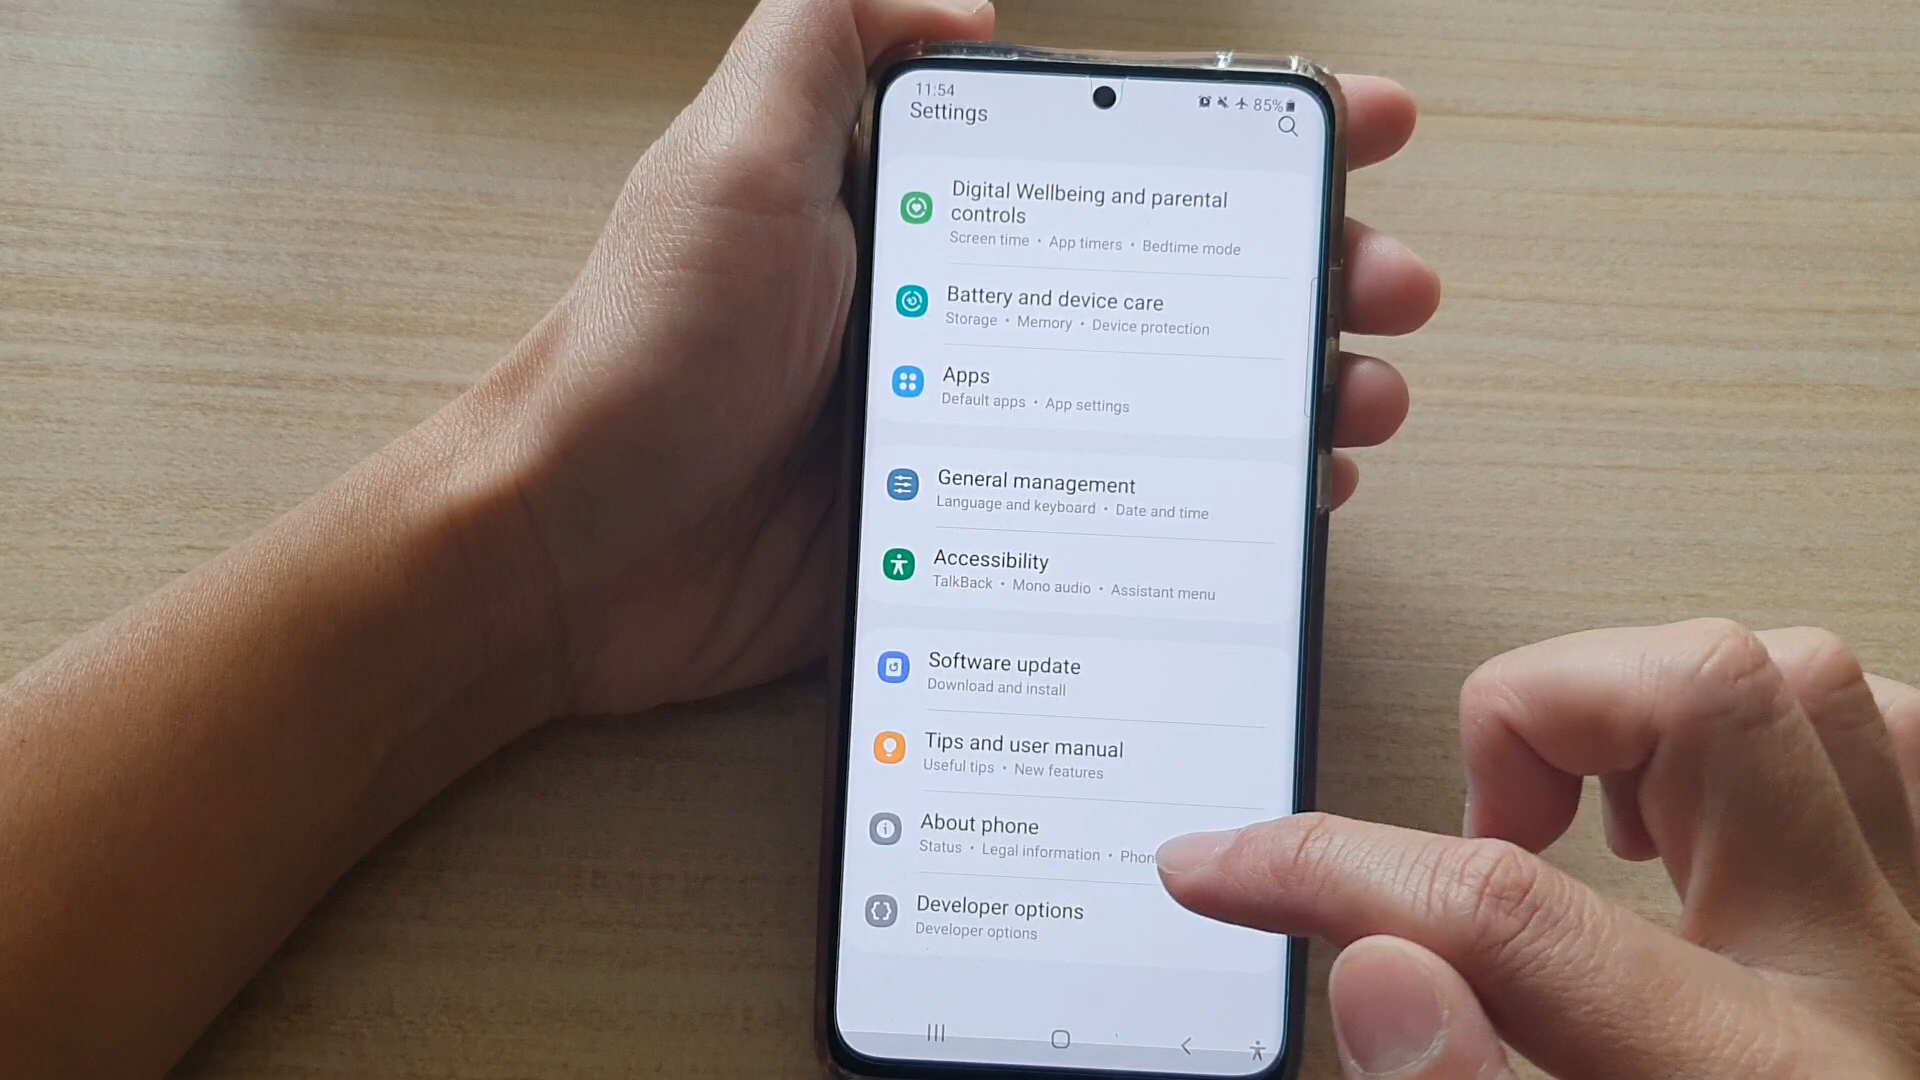 11:54
85%
Settings
Digital Wellbeing and parental
controls
Screen time • App timers • Bedtime mode
Battery and device care
Storage • Memory • Device protection
Apps
Default apps • App settings
General management
Language and keyboard • Date and time
Accessibility
TalkBack • Mono audio • Assistant menu
Software update
Download and install
Tips and user manual
Useful tips • New features
About phone
Status • Legal information • Phon
Developer options
Developer options